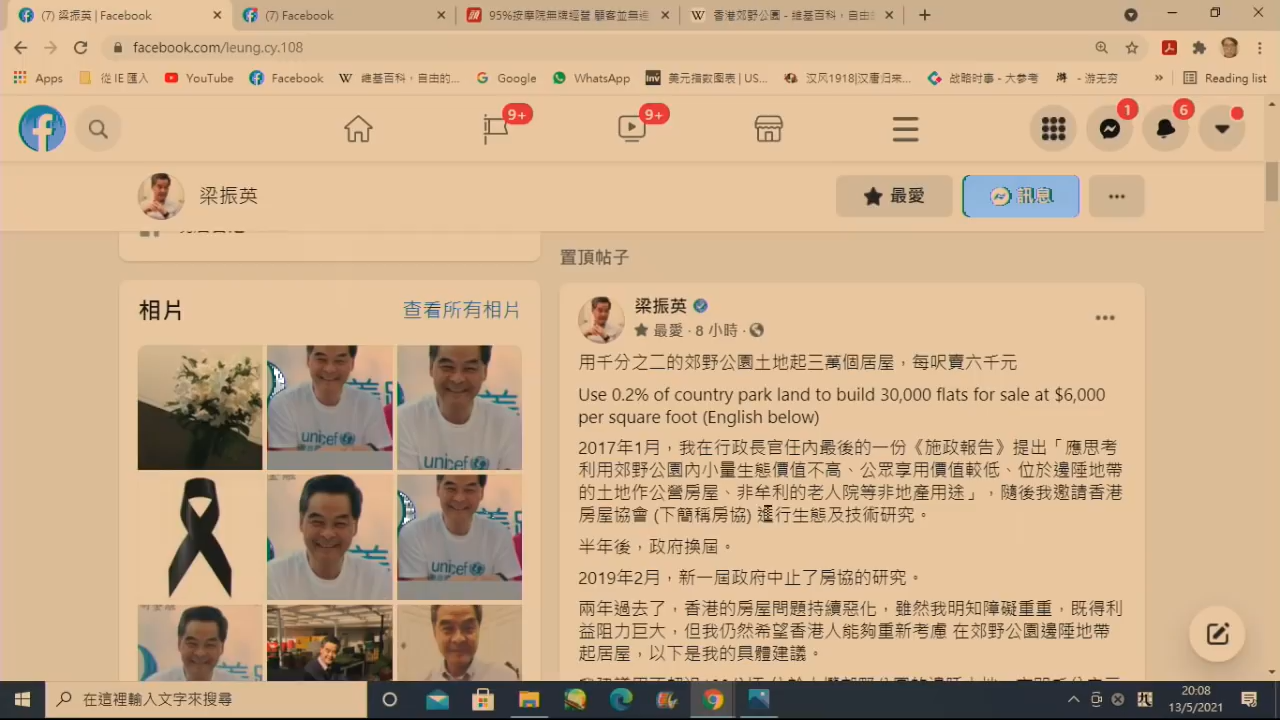 (7) 梁振英 | Facebook
(7) Facebook
95%按摩院無牌經營 顧客並無途
香港郊野公園 - 維基百科,自由的
facebook.com/leung.cy.108
Apps
從 IE 匯入
YouTube
Facebook
維基百科,自由的...
Google
WhatsApp
美元指數圖表 | US...
汉风1918|汉唐归来...
战略时事 - 大参考
- 游无穷
Reading list
9+
9+
1
6
梁振英
最愛
訊息
置頂帖子
相片
查看所有相片
unicef
unicef
unicef
unicef
梁振英
最愛 · 8 小時 ·
用千分之二的郊野公園土地起三萬個居屋,每呎賣六千元
Use 0.2% of country park land to build 30,000 flats for sale at $6,000
per square foot (English below)
2017年1月,我在行政長官任內最後的一份《施政報告》提出「應思考
利用郊野公園內小量生態價值不高、公眾享用價值較低、位於邊陲地帶
的土地作公營房屋、非牟利的老人院等非地產用途」,隨後我邀請香港
房屋協會 (下簡稱房協) 進行生態及技術研究。
半年後,政府換屆。
2019年2月,新一屆政府中止了房協的研究。
兩年過去了,香港的房屋問題持續惡化,雖然我明知障礙重重,既得利
益阻力巨大,但我仍然希望香港人能夠重新考慮 在郊野公園邊陲地帶
起居屋,以下是我的具體建議。
在這裡輸入文字來搜尋
20:08
13/5/2021